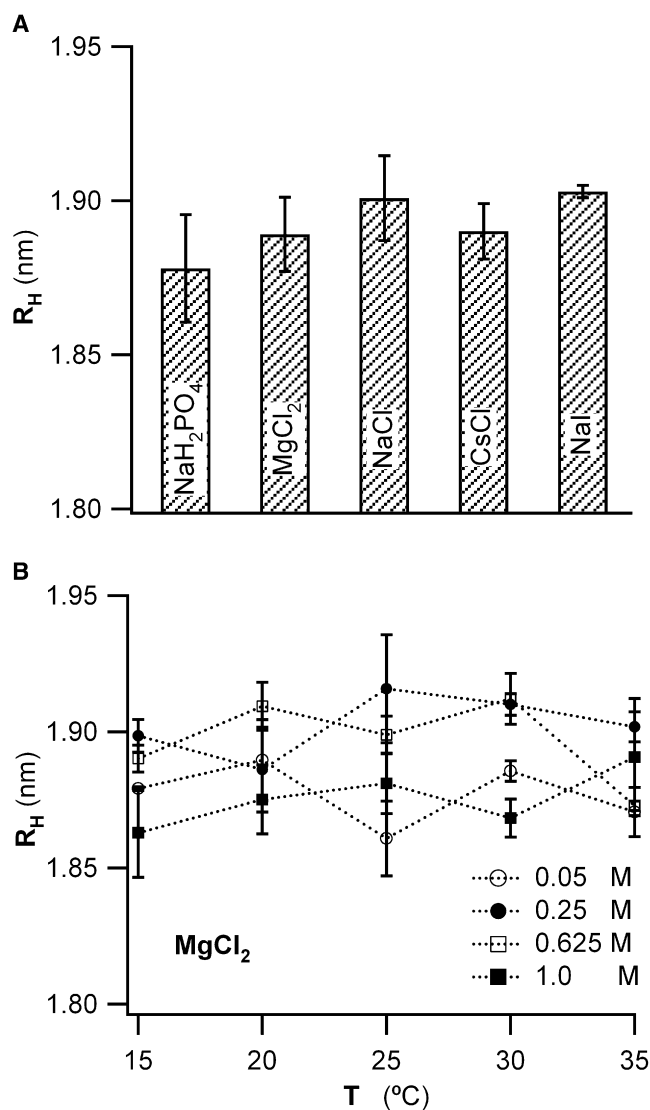 A
1.95
1.90
1.85
1.80
R_H (nm)
NaH₂PO₄
MgCl₂
NaCl
CsCl
NaI
B
1.95
1.90
1.85
1.80
R_H (nm)
0.05 M
0.25 M
0.625 M
1.0 M
MgCl₂
15 20 25 30 35
T (ºC)